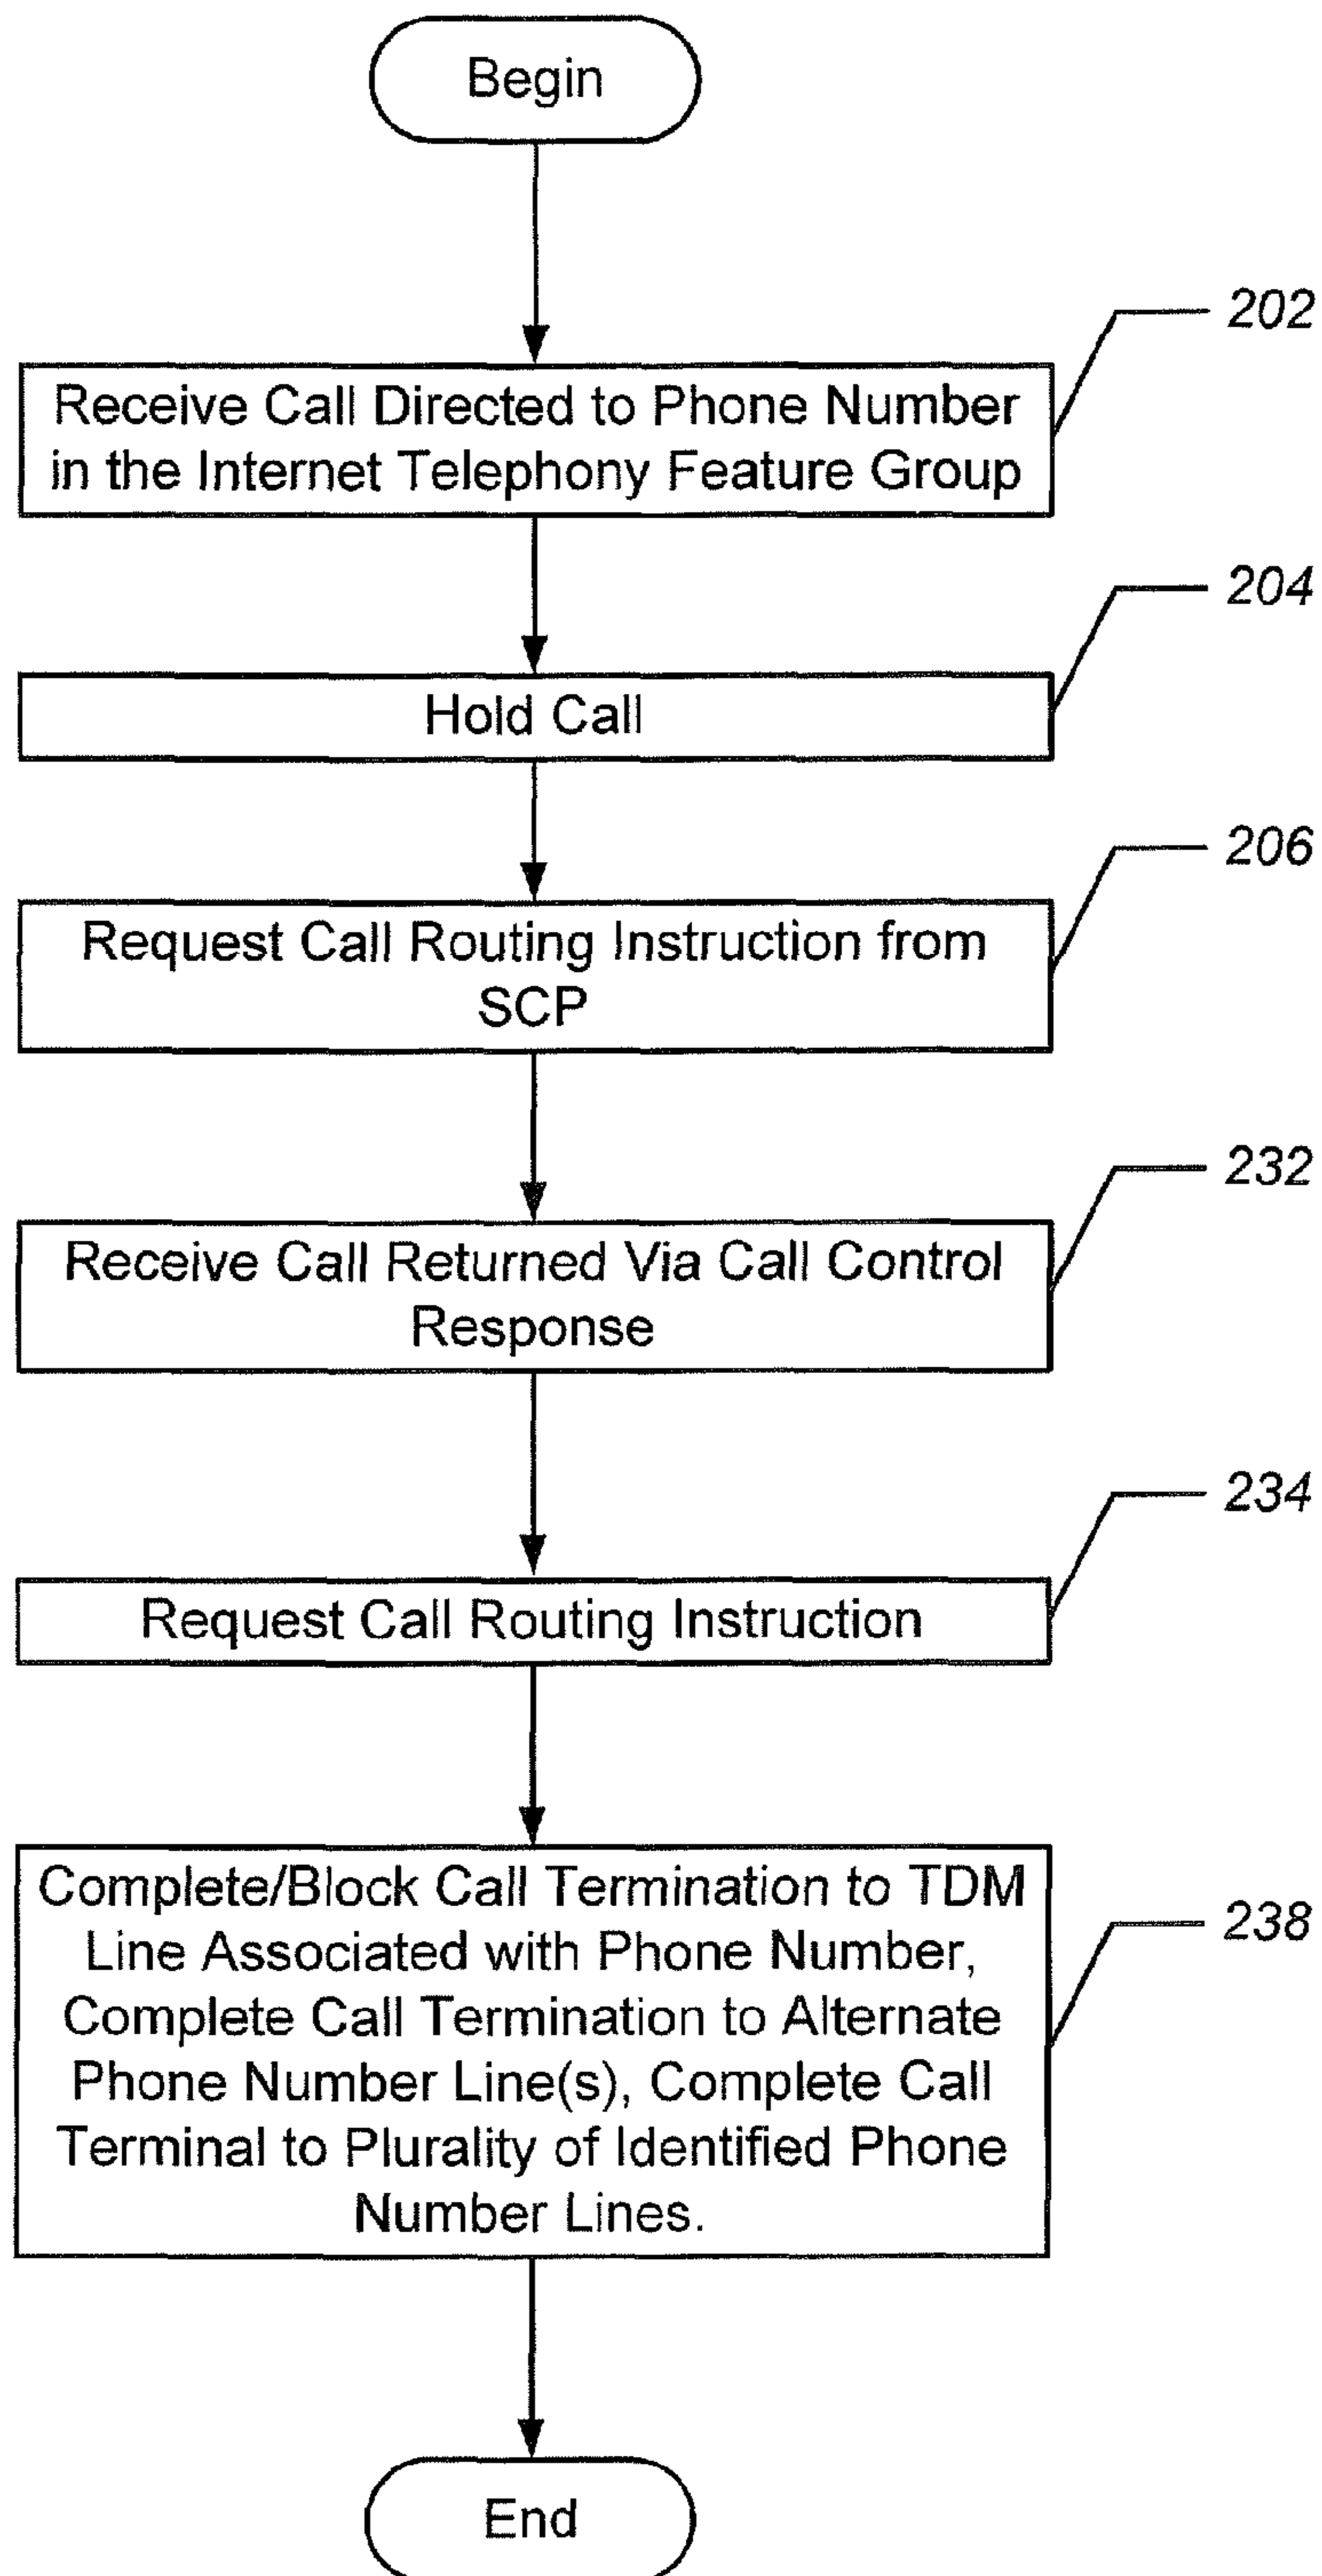 Begin
202
Receive Call Directed to Phone Number
in the Internet Telephony Feature Group
204
Hold Call
206
Request Call Routing Instruction from
SCP
232
Receive Call Returned Via Call Control
Response
234
Request Call Routing Instruction
Complete/Block Call Termination to TDM
238
Line Associated with Phone Number,
Complete Call Termination to Alternate
Phone Number Line(s), Complete Call
Terminal to Plurality of Identified Phone
Number Lines.
End